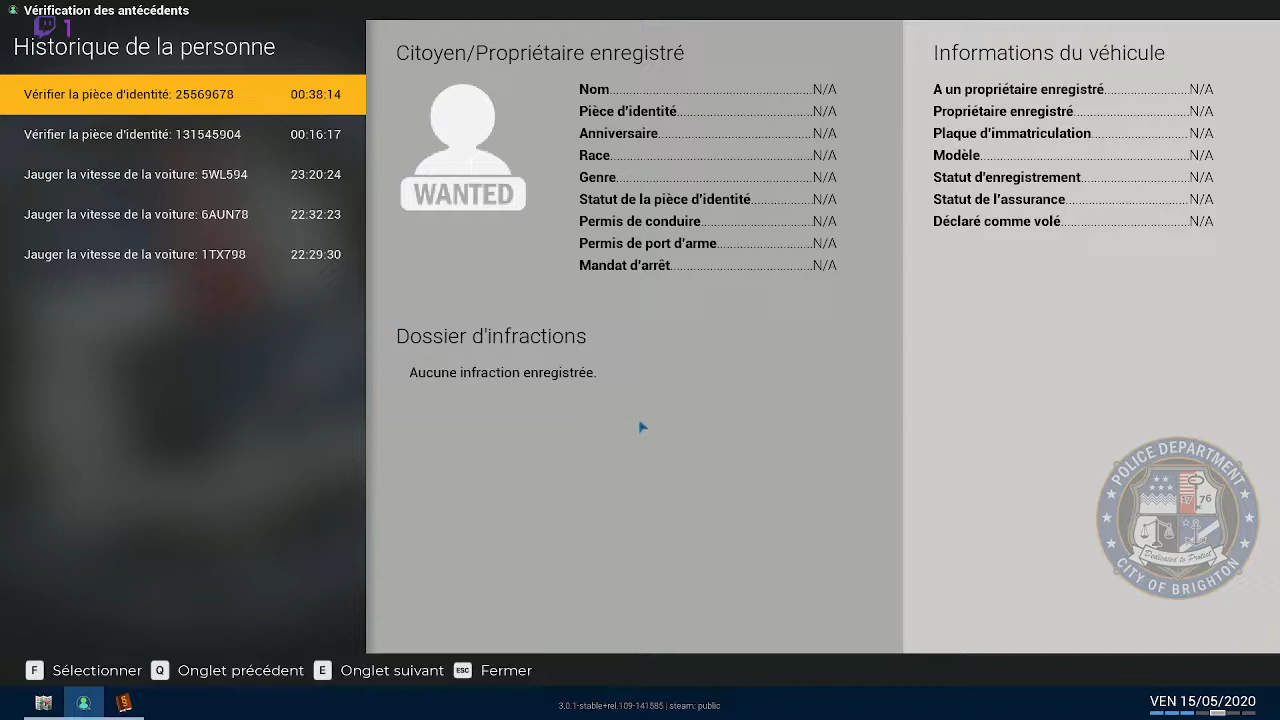 Vérification des antécédents
1
Historique de la personne
Vérifier la pièce d'identité: 25569678 00:38:14
Vérifier la pièce d'identité: 131545904 00:16:17
Jauger la vitesse de la voiture: 5WL594 23:20:24
Jauger la vitesse de la voiture: 6AUN78 22:32:23
Jauger la vitesse de la voiture: 1TX798 22:29:30
Citoyen/Propriétaire enregistré
WANTED
Nom N/A
Pièce d'identité N/A
Anniversaire N/A
Race N/A
Genre N/A
Statut de la pièce d'identité N/A
Permis de conduire N/A
Permis de port d'arme N/A
Mandat d'arrêt N/A
Dossier d'infractions
Aucune infraction enregistrée.
Informations du véhicule
A un propriétaire enregistré N/A
Propriétaire enregistré N/A
Plaque d'immatriculation N/A
Modèle N/A
Statut d'enregistrement N/A
Statut de l'assurance N/A
Déclaré comme volé N/A
POLICE DEPARTMENT
17 76
Dedicated to Protect
CITY OF BRIGHTON
F Sélectionner Q Onglet précédent E Onglet suivant ESC Fermer
3.0.1-stable+rel.109-141585 | steam: public
VEN 15/05/2020